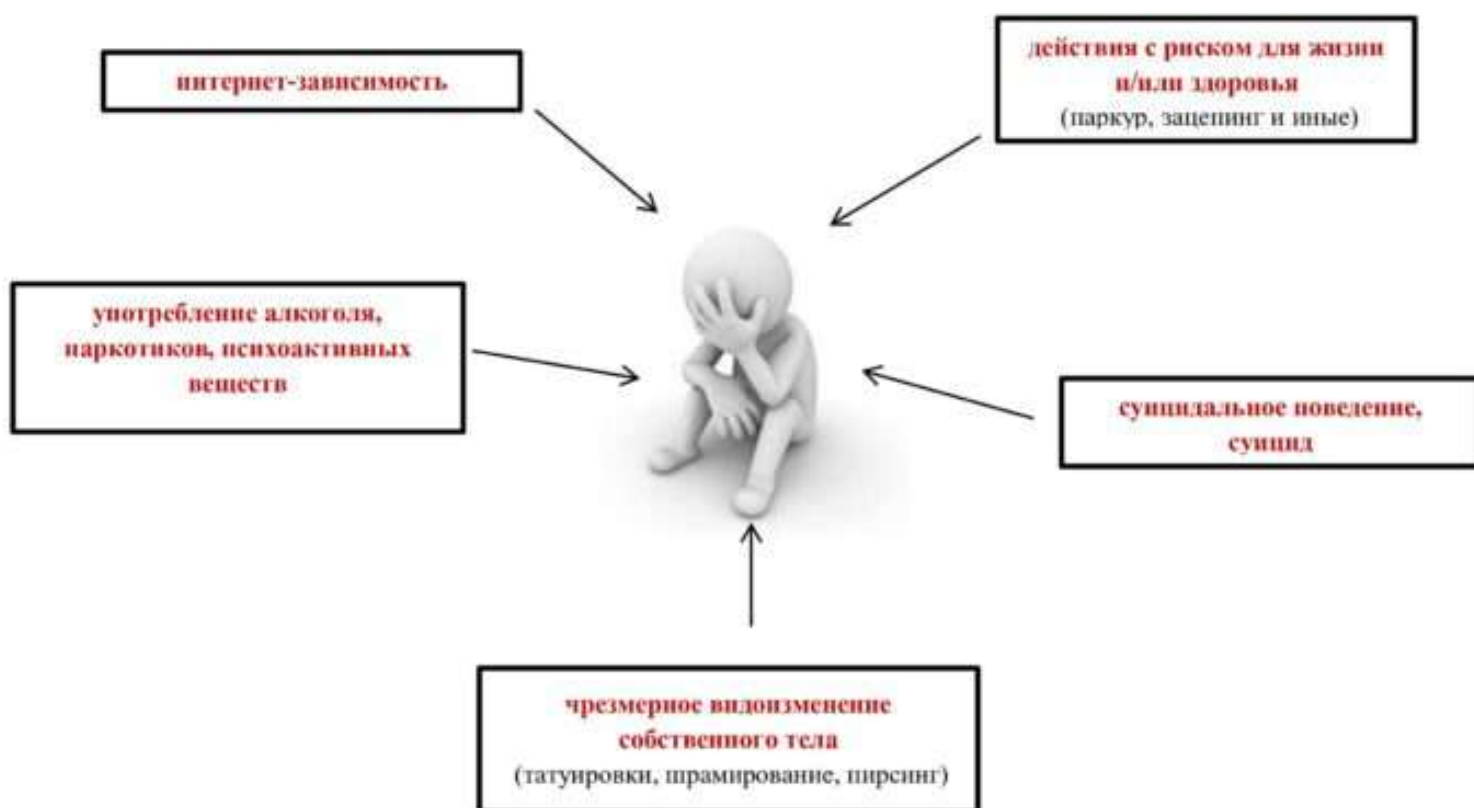 интернет-зависимость
действия с риском для жизни
и/или здоровья
(паркур, зацепинг и иные)
употребление алкоголя,
наркотиков, психоактивных
веществ
суицидальное поведение,
суицид
чрезмерное видоизменение
собственного тела
(татуировки, шрамирование, пирсинг)